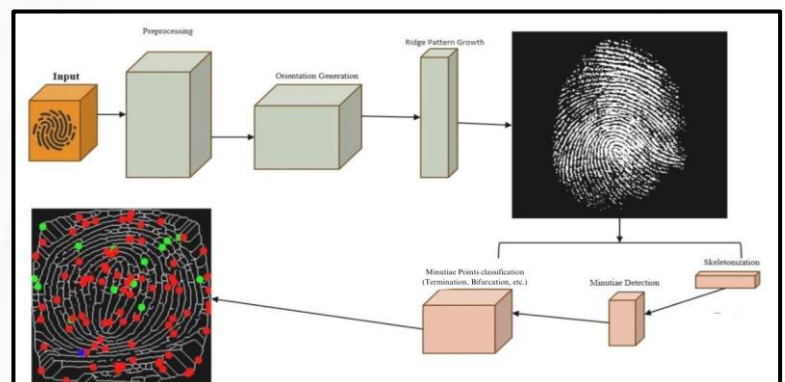 Preprocessing
Ridge Pattern Growth
Input
Orientation Generation
Skeletonization
Minutiae Points classification
(Termination, Bifurcation, etc.)
Minutiae Detection